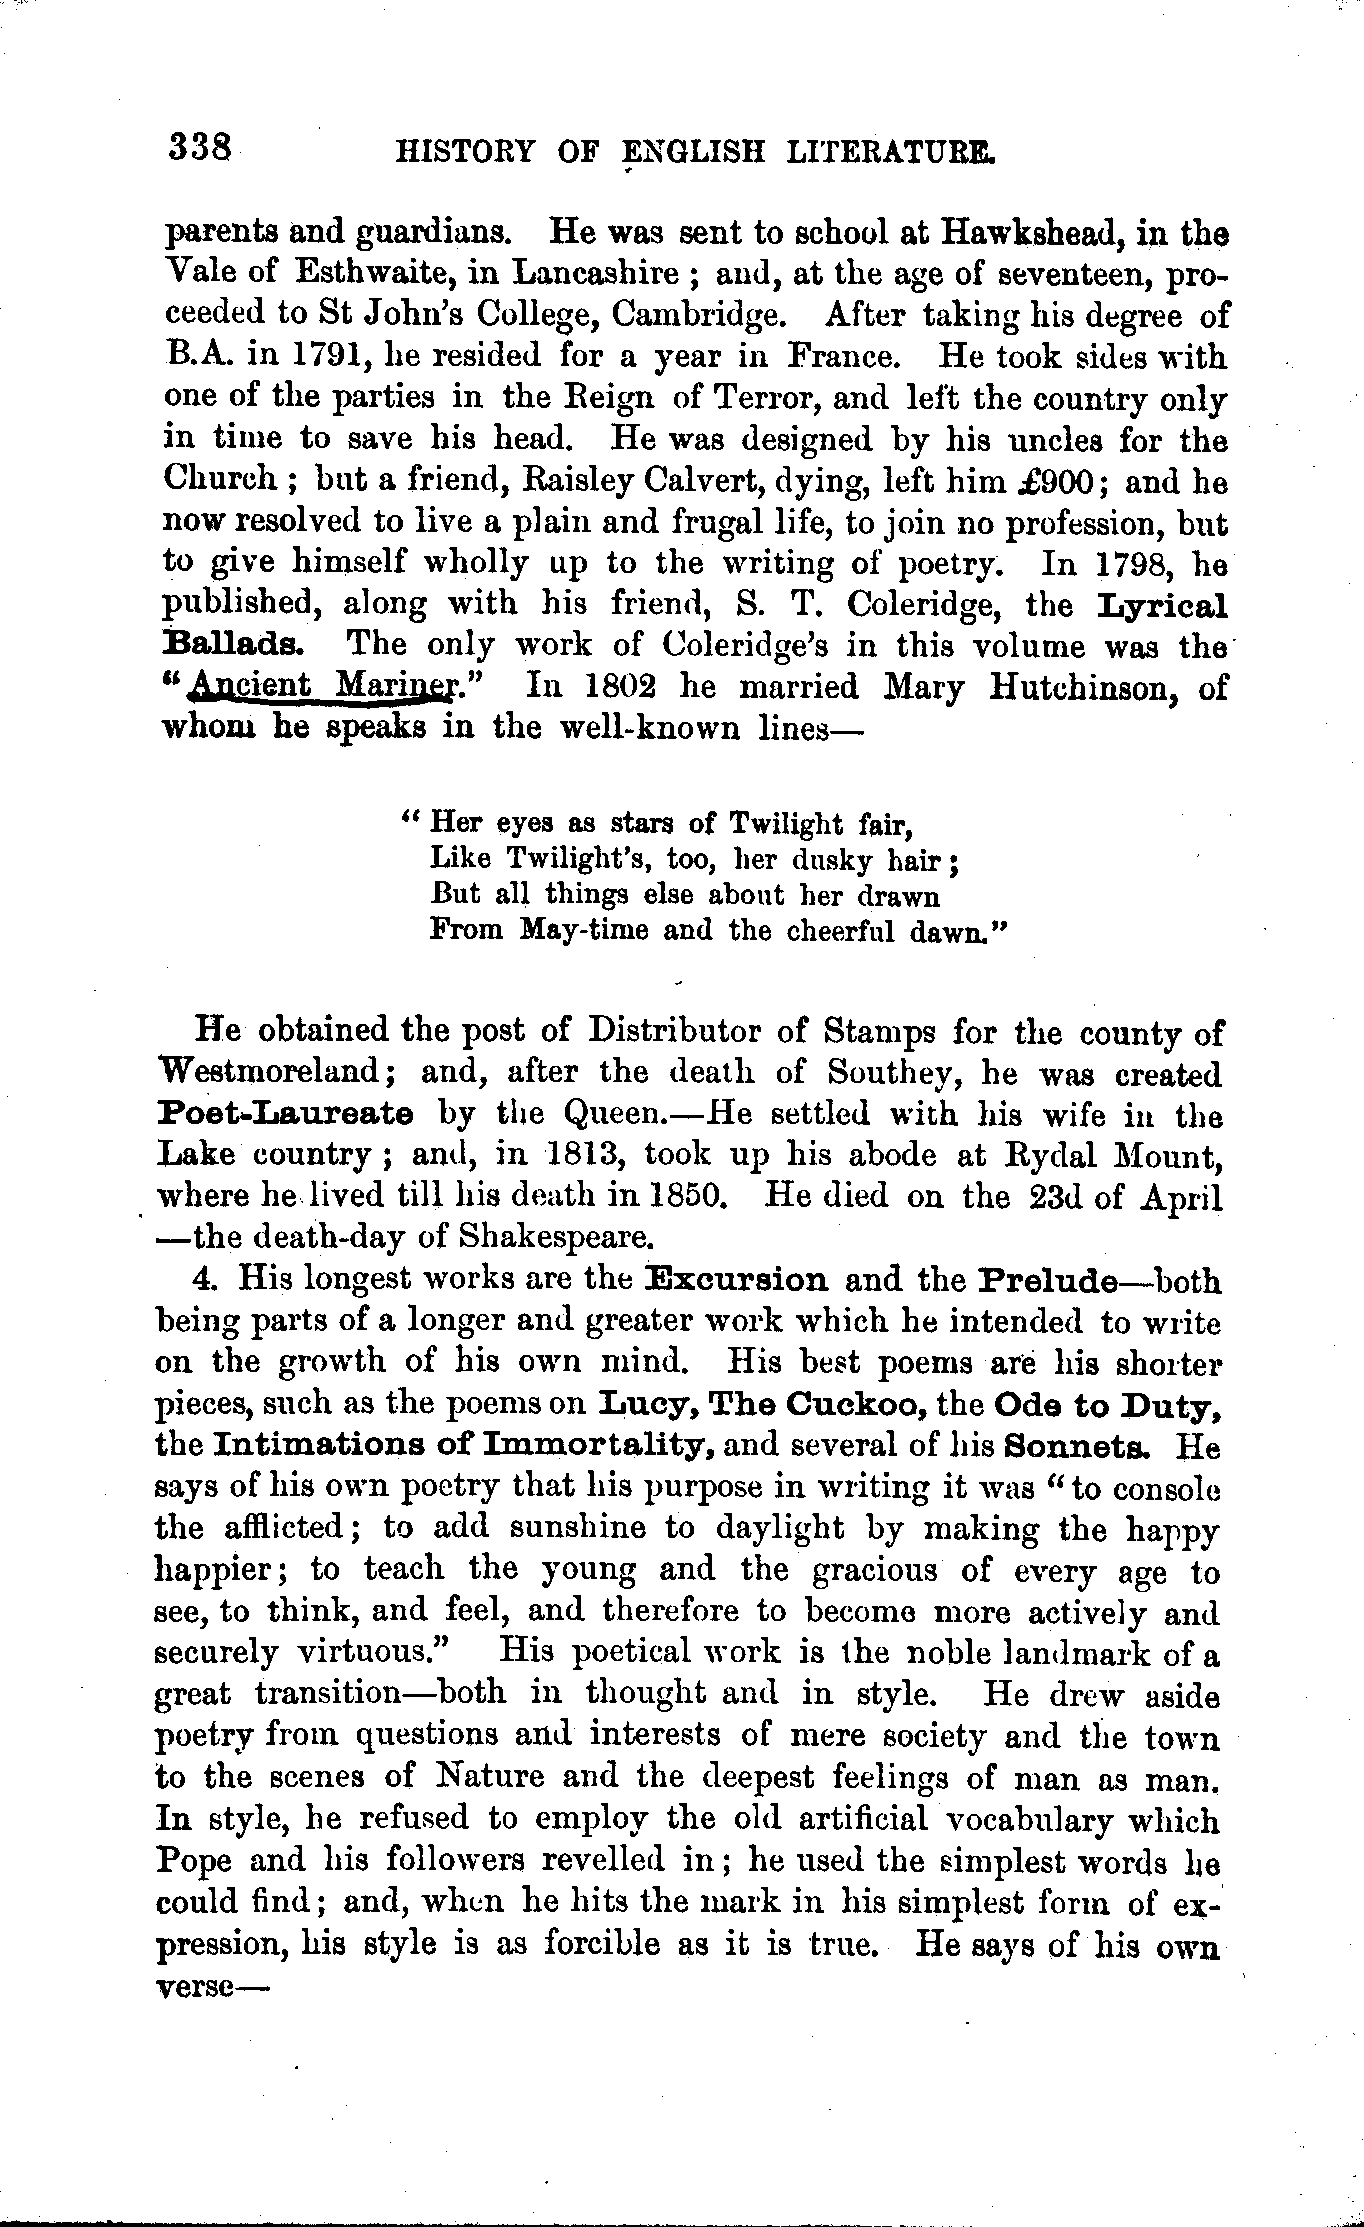 338 HISTORY OF ENGLISH LITERATURE.
parents and guardians. He was sent to school at Hawkshead, in the
Vale of Esthwaite, in Lancashire ; and, at the age of seventeen, pro-
ceeded to St John's College, Cambridge. After taking his degree of
B.A. in 1791, he resided for a year in France. He took sides with
one of the parties in the Reign of Terror, and left the country only
in time to save his head. He was designed by his uncles for the
Church ; but a friend, Raisley Calvert, dying, left him £900; and he
now resolved to live a plain and frugal life, to join no profession, but
to give himself wholly up to the writing of poetry. In 1798, he
published, along with his friend, S. T. Coleridge, the Lyrical
Ballads. The only work of Coleridge's in this volume was the
"Ancient Mariner." In 1802 he married Mary Hutchinson, of
whom he speaks in the well-known lines—
"Her eyes as stars of Twilight fair,
Like Twilight's, too, her dusky hair ;
But all things else about her drawn
From May-time and the cheerful dawn."
He obtained the post of Distributor of Stamps for the county of
Westmoreland; and, after the death of Southey, he was created
Poet-Laureate by the Queen.—He settled with his wife in the
Lake country ; and, in 1813, took up his abode at Rydal Mount,
where he lived till his death in 1850. He died on the 23d of April
—the death-day of Shakespeare.
4. His longest works are the Excursion and the Prelude—both
being parts of a longer and greater work which he intended to write
on the growth of his own mind. His best poems are his shorter
pieces, such as the poems on Lucy, The Cuckoo, the Ode to Duty,
the Intimations of Immortality, and several of his Sonnets. He
says of his own poetry that his purpose in writing it was "to console
the afflicted; to add sunshine to daylight by making the happy
happier; to teach the young and the gracious of every age to
see, to think, and feel, and therefore to become more actively and
securely virtuous." His poetical work is the noble landmark of a
great transition—both in thought and in style. He drew aside
poetry from questions and interests of mere society and the town
to the scenes of Nature and the deepest feelings of man as man.
In style, he refused to employ the old artificial vocabulary which
Pope and his followers revelled in; he used the simplest words he
could find; and, when he hits the mark in his simplest form of ex-
pression, his style is as forcible as it is true. He says of his own
verse—